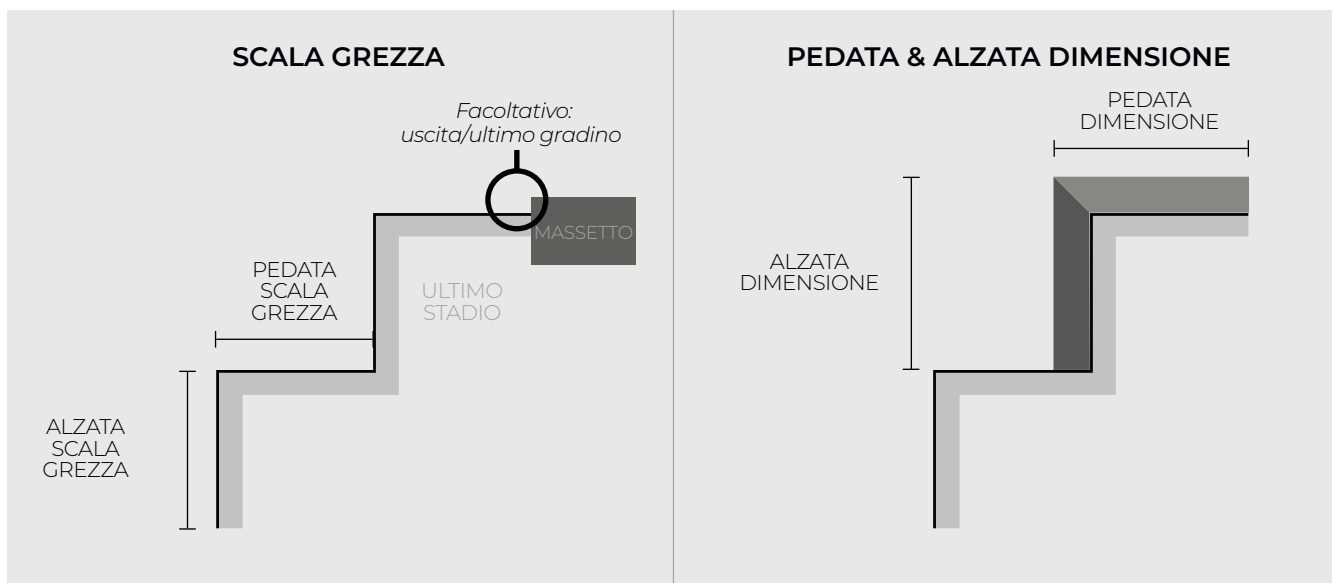 SCALA GREZZA
Facoltativo:
uscita/ultimo gradino
MASSETTO
PEDATA
SCALA
GREZZA
ULTIMO
STADIO
ALZATA
SCALA
GREZZA
PEDATA & ALZATA DIMENSIONE
PEDATA
DIMENSIONE
ALZATA
DIMENSIONE